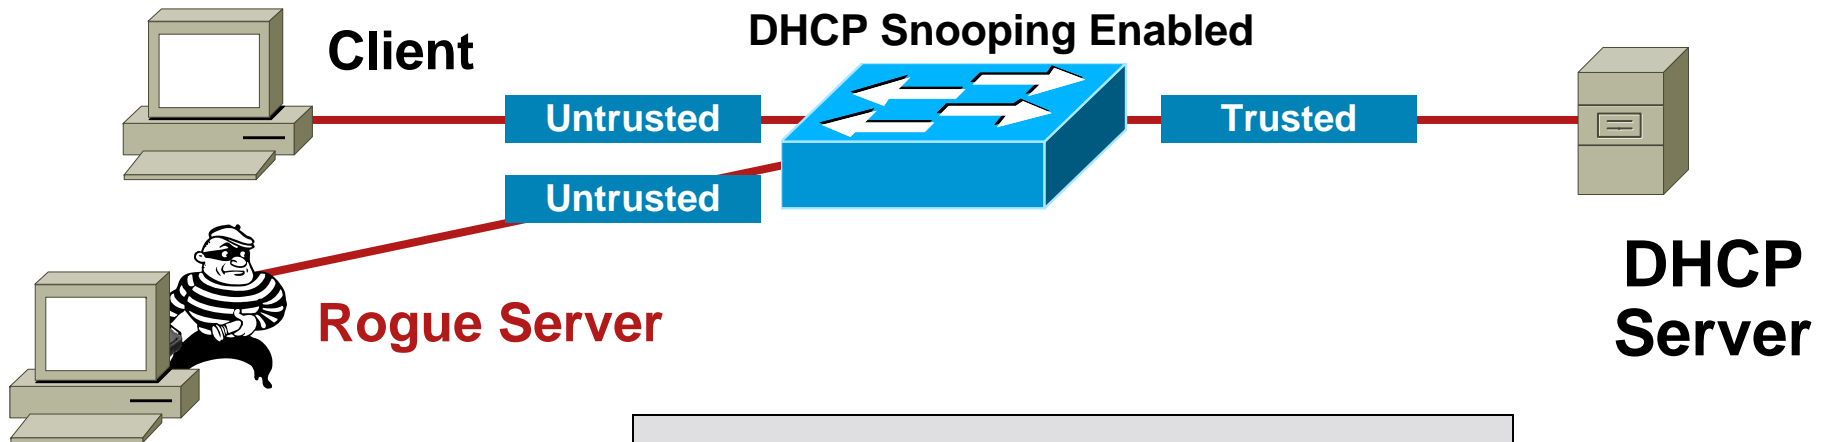 DHCP Snooping Enabled
Client
Untrusted
Trusted
Untrusted
Rogue Server
DHCP
Server